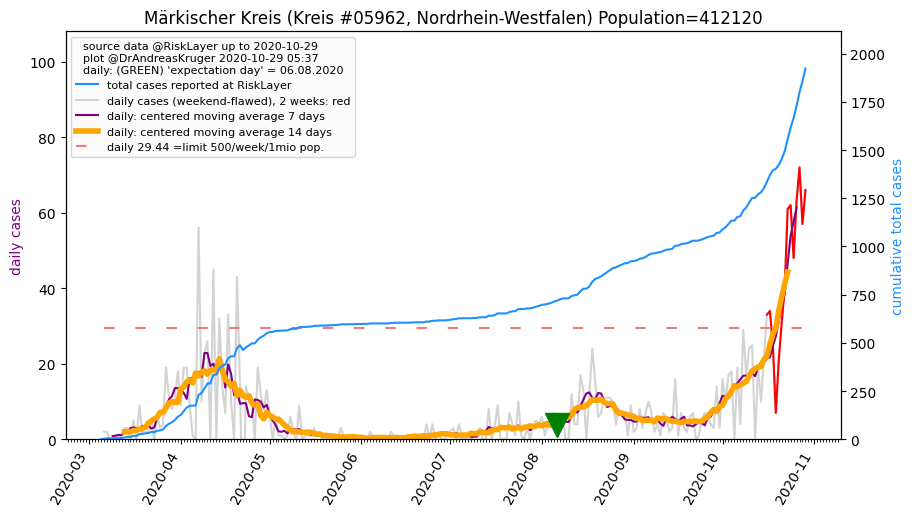 Märkischer Kreis (Kreis #05962, Nordrhein-Westfalen) Population=412120
source data @RiskLayer up to 2020-10-29
plot @DrAndreasKruger 2020-10-29 05:37
daily: (GREEN) 'expectation day' = 06.08.2020
total cases reported at RiskLayer
daily cases (weekend-flawed), 2 weeks: red
daily: centered moving average 7 days
daily: centered moving average 14 days
daily 29.44 =limit 500/week/1mio pop.
daily cases
100
80
60
40
20
0
cumulative total cases
2000
1750
1500
1250
1000
750
500
250
0
2020-03
2020-04
2020-05
2020-06
2020-07
2020-08
2020-09
2020-10
2020-11